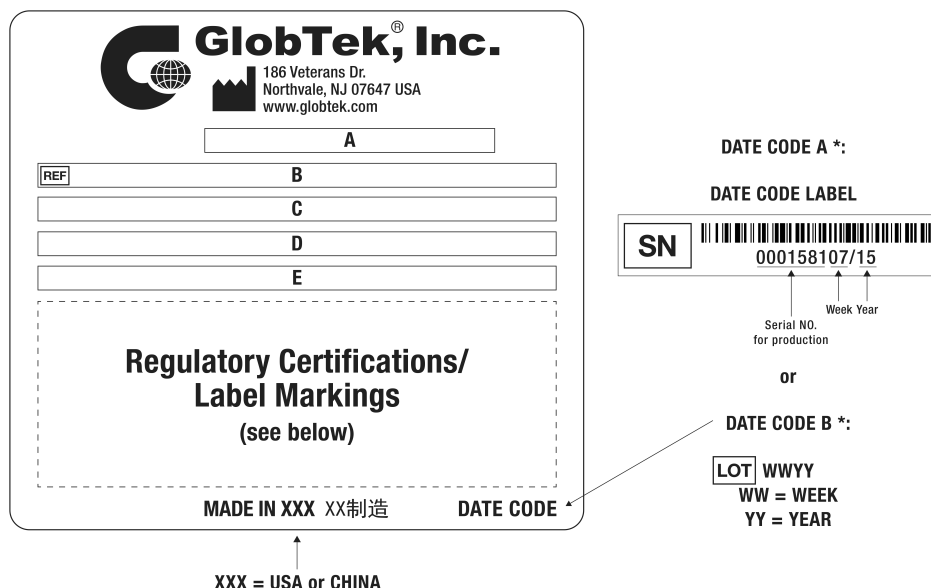 GlobTek,® Inc.
186 Veterans Dr.
Northvale, NJ 07647 USA
www.globtek.com
A
REF B
C
D
E
Regulatory Certifications/
Label Markings
(see below)
MADE IN XXX XX制造 DATE CODE
XXX = USA or CHINA
DATE CODE A *:
DATE CODE LABEL
SN
000158107/15
Week Year
Serial NO.
for production
or
DATE CODE B *:
LOT WWYY
WW = WEEK
YY = YEAR